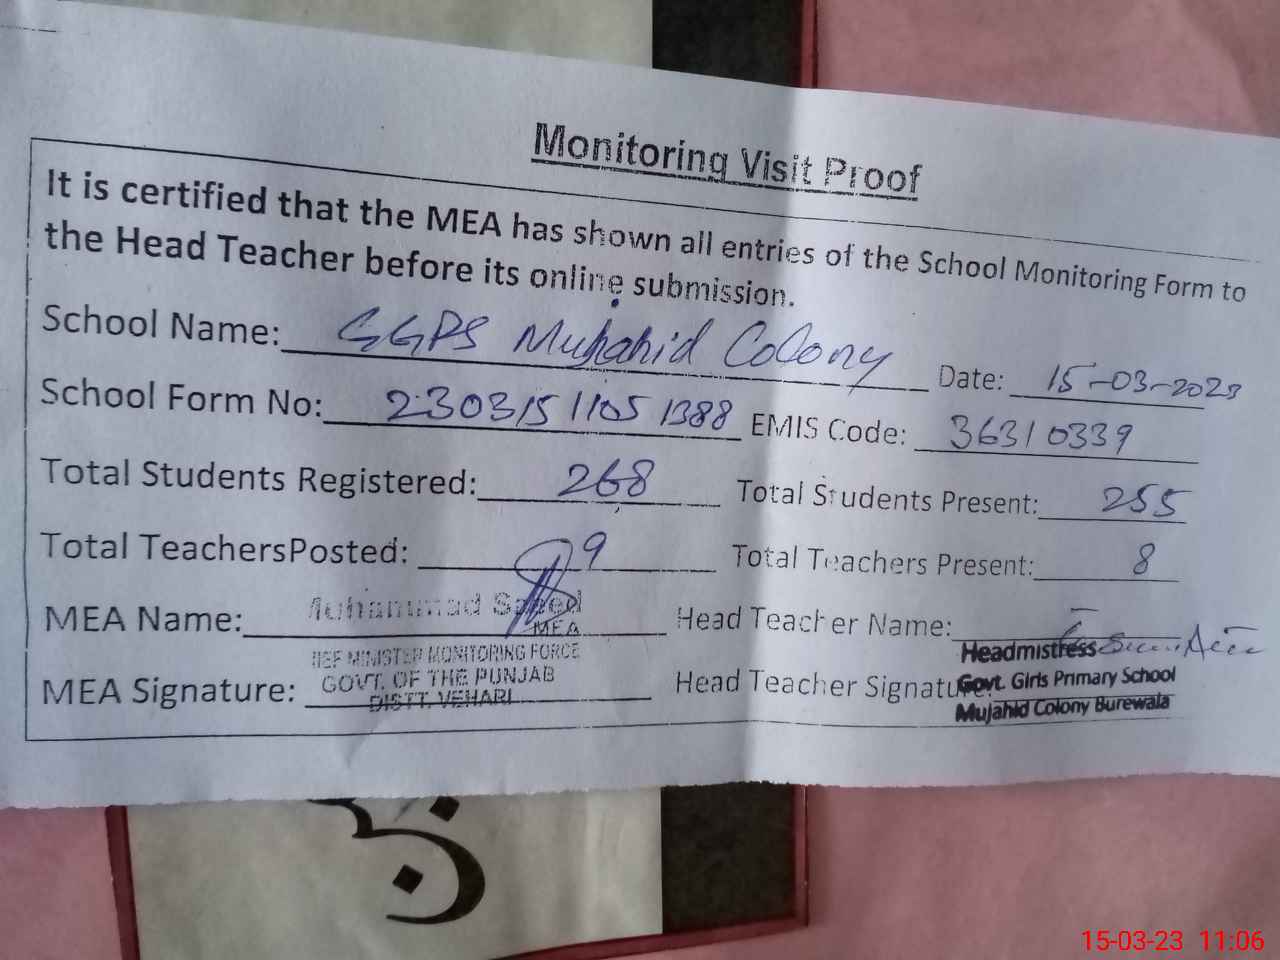 Monitoring Visit Proof
It is certified that the MEA has shown all entries of the School Monitoring Form to
the Head Teacher before its online submission.
School Name: GGPS Mujahid Colony Date: 15-03-2023
School Form No: 230315 1105 1388 EMIS Code: 36310339
Total Students Registered: 268 Total Students Present: 255
Total TeachersPosted: 9 Total Teachers Present: 8
MEA Name: Muhammad Saeed Head Teacher Name:
MEA
Headmistress
MINISTER MONITORING FORCE
GOVT. OF THE PUNJAB
MEA Signature: Head Teacher Signature:
Govt. Girls Primary School
DISTT. VEHARI
Mujahid Colony Burewala
15-03-23 11:06